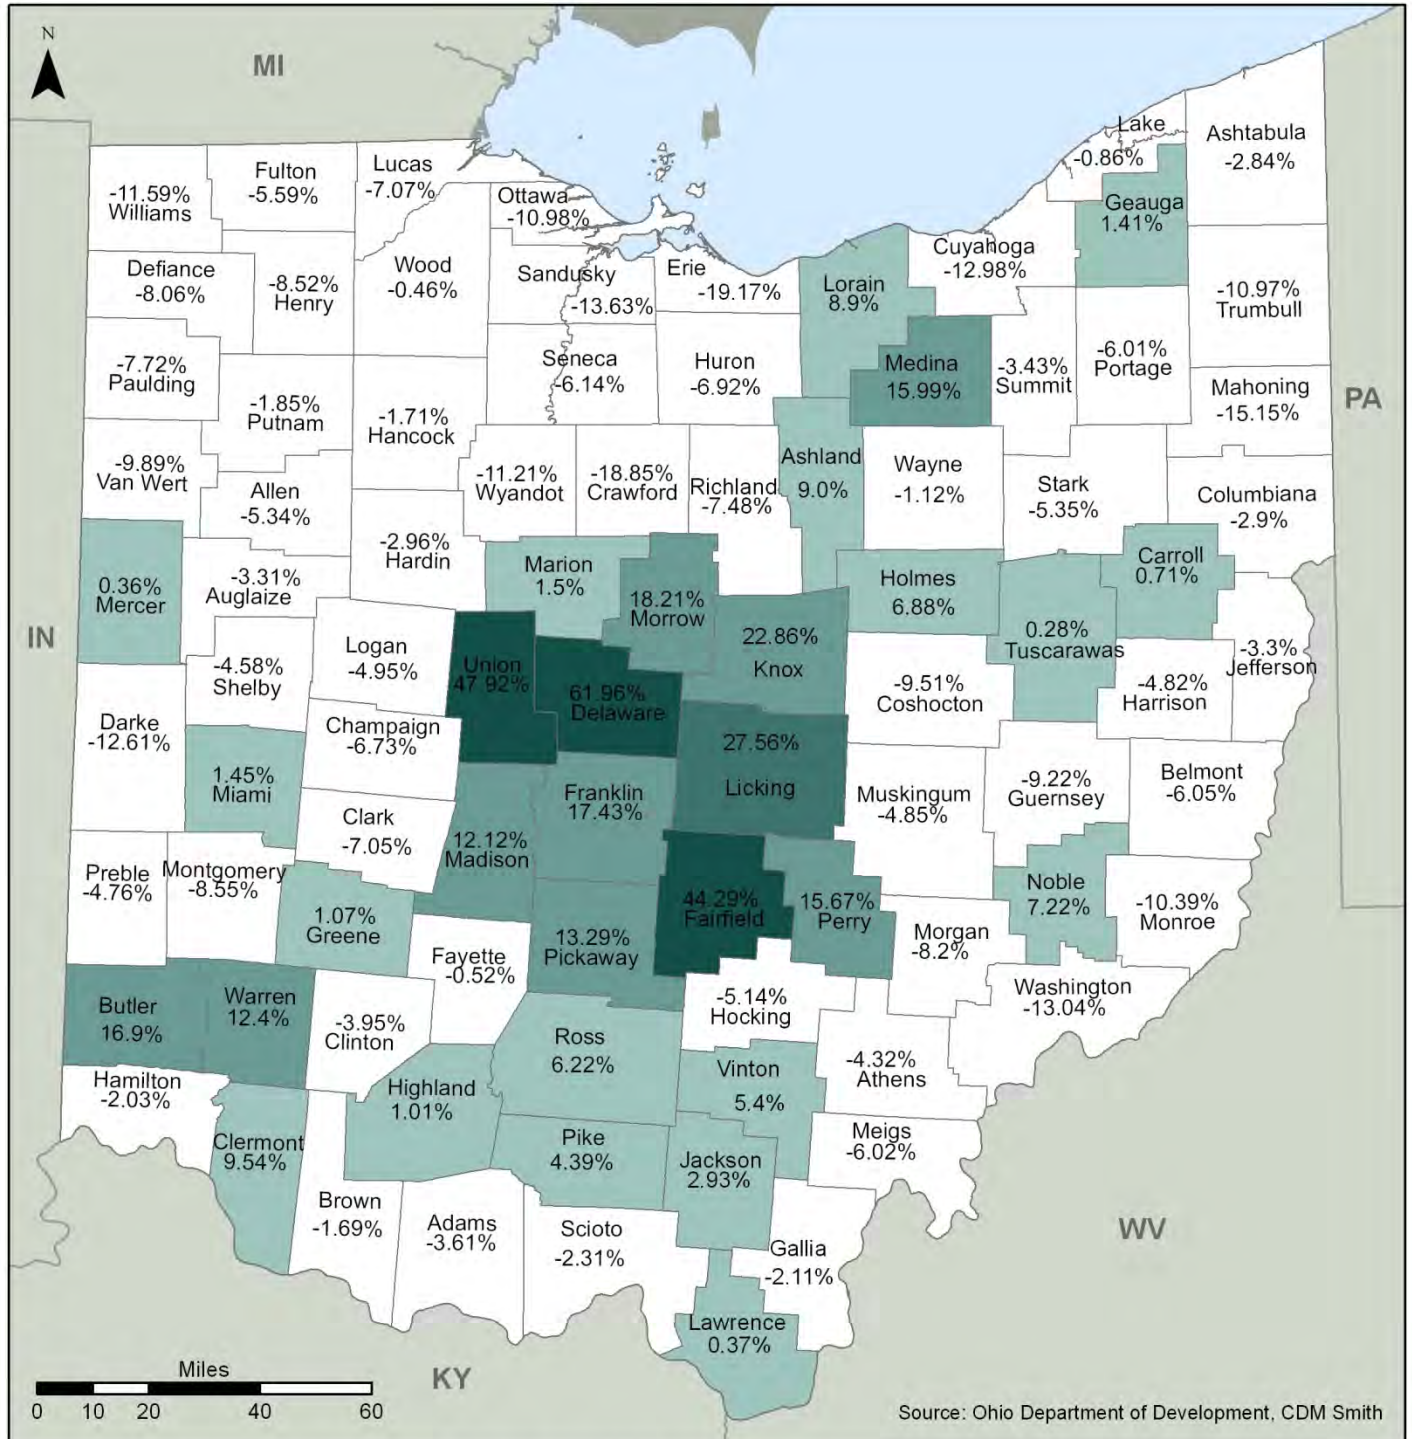 N
MI
Lake
-0.86%
Ashtabula
-2.84%
Fulton
-5.59%
Lucas
-7.07%
-11.59%
Williams
Ottawa
-10.98%
Geauga
1.41%
Cuyahoga
-12.98%
Defiance
-8.06%
-8.52%
Henry
Wood
-0.46%
Sandusky
-13.63%
Erie
-19.17%
Lorain
8.9%
-10.97%
Trumbull
-7.72%
Paulding
-1.85%
Putnam
-1.71%
Hancock
Seneca
-6.14%
Huron
-6.92%
Medina
15.99%
-3.43%
Summit
-6.01%
Portage
Mahoning
-15.15%
PA
-9.89%
Van Wert
Allen
-5.34%
-11.21%
Wyandot
-18.85%
Crawford
Richland
-7.48%
Ashland
9.0%
Wayne
-1.12%
Stark
-5.35%
Columbiana
-2.9%
0.36%
Mercer
-3.31%
Auglaize
-2.96%
Hardin
Marion
1.5%
18.21%
Morrow
Holmes
6.88%
Carroll
0.71%
IN
-4.58%
Shelby
Logan
-4.95%
Union
47.92%
61.96%
Delaware
22.86%
Knox
-9.51%
Coshocton
0.28%
Tuscarawas
-4.82%
Harrison
-3.3%
Jefferson
Darke
-12.61%
1.45%
Miami
Champaign
-6.73%
27.56%
Licking
Muskingum
-4.85%
-9.22%
Guernsey
Belmont
-6.05%
Clark
-7.05%
12.12%
Madison
Franklin
17.43%
Preble
-4.76%
Montgomery
-8.55%
1.07%
Greene
Fayette
-0.52%
13.29%
Pickaway
44.29%
Fairfield
15.67%
Perry
Morgan
-8.2%
Noble
7.22%
-10.39%
Monroe
Butler
16.9%
Warren
12.4%
-3.95%
Clinton
Ross
6.22%
-5.14%
Hocking
Washington
-13.04%
Hamilton
-2.03%
Highland
1.01%
Vinton
5.4%
-4.32%
Athens
Clermont
9.54%
Pike
4.39%
Jackson
2.93%
Meigs
-6.02%
Brown
-1.69%
Adams
-3.61%
Scioto
-2.31%
Gallia
-2.11%
WV
Lawrence
0.37%
KY
Miles
0 10 20 40 60
Source: Ohio Department of Development, CDM Smith